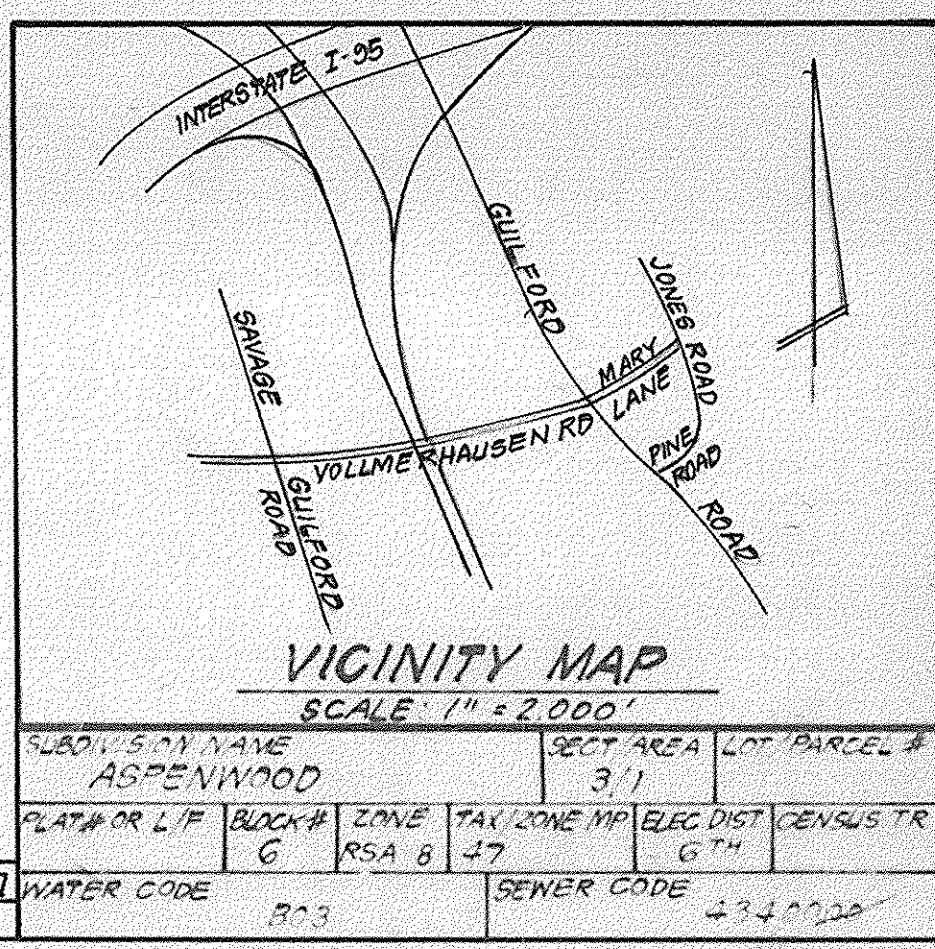 INTERSTATE I-95
GUILFORD
JONES ROAD
SAVAGE
MARY
LANE
VOLLMERHAUSEN RD
PINE
ROAD
GUILFORD
ROAD
ROAD
VICINITY MAP
SCALE: 1" = 2,000'
SUBDIVISION NAME SECT AREA LOT / PARCEL #
ASPENWOOD 3/1
PLAT# OR L/F BLOCK# ZONE TAX/ZONE MP ELEC DIST CENSUS TR
6 RSA 8 47 6TH
WATER CODE SEWER CODE
B03